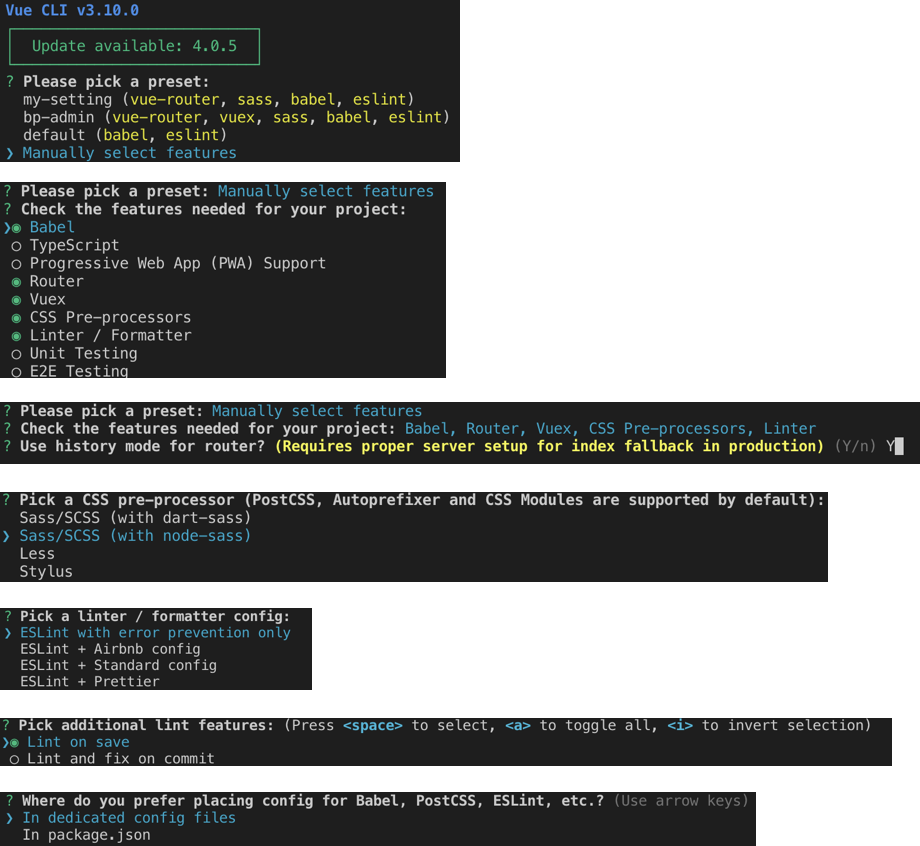 Vue CLI v3.10.0
Update available: 4.0.5
? Please pick a preset:
my-setting (vue-router, sass, babel, eslint)
bp-admin (vue-router, vuex, sass, babel, eslint)
default (babel, eslint)
❯ Manually select features
? Please pick a preset: Manually select features
? Check the features needed for your project:
❯◉ Babel
◯ TypeScript
◯ Progressive Web App (PWA) Support
◉ Router
◉ Vuex
◉ CSS Pre-processors
◉ Linter / Formatter
◯ Unit Testing
◯ E2E Testing
? Please pick a preset: Manually select features
? Check the features needed for your project: Babel, Router, Vuex, CSS Pre-processors, Linter
? Use history mode for router? (Requires proper server setup for index fallback in production) (Y/n) Y
? Pick a CSS pre-processor (PostCSS, Autoprefixer and CSS Modules are supported by default):
Sass/SCSS (with dart-sass)
❯ Sass/SCSS (with node-sass)
Less
Stylus
? Pick a linter / formatter config:
❯ ESLint with error prevention only
ESLint + Airbnb config
ESLint + Standard config
ESLint + Prettier
? Pick additional lint features: (Press <space> to select, <a> to toggle all, <i> to invert selection)
❯◉ Lint on save
◯ Lint and fix on commit
? Where do you prefer placing config for Babel, PostCSS, ESLint, etc.? (Use arrow keys)
❯ In dedicated config files
In package.json